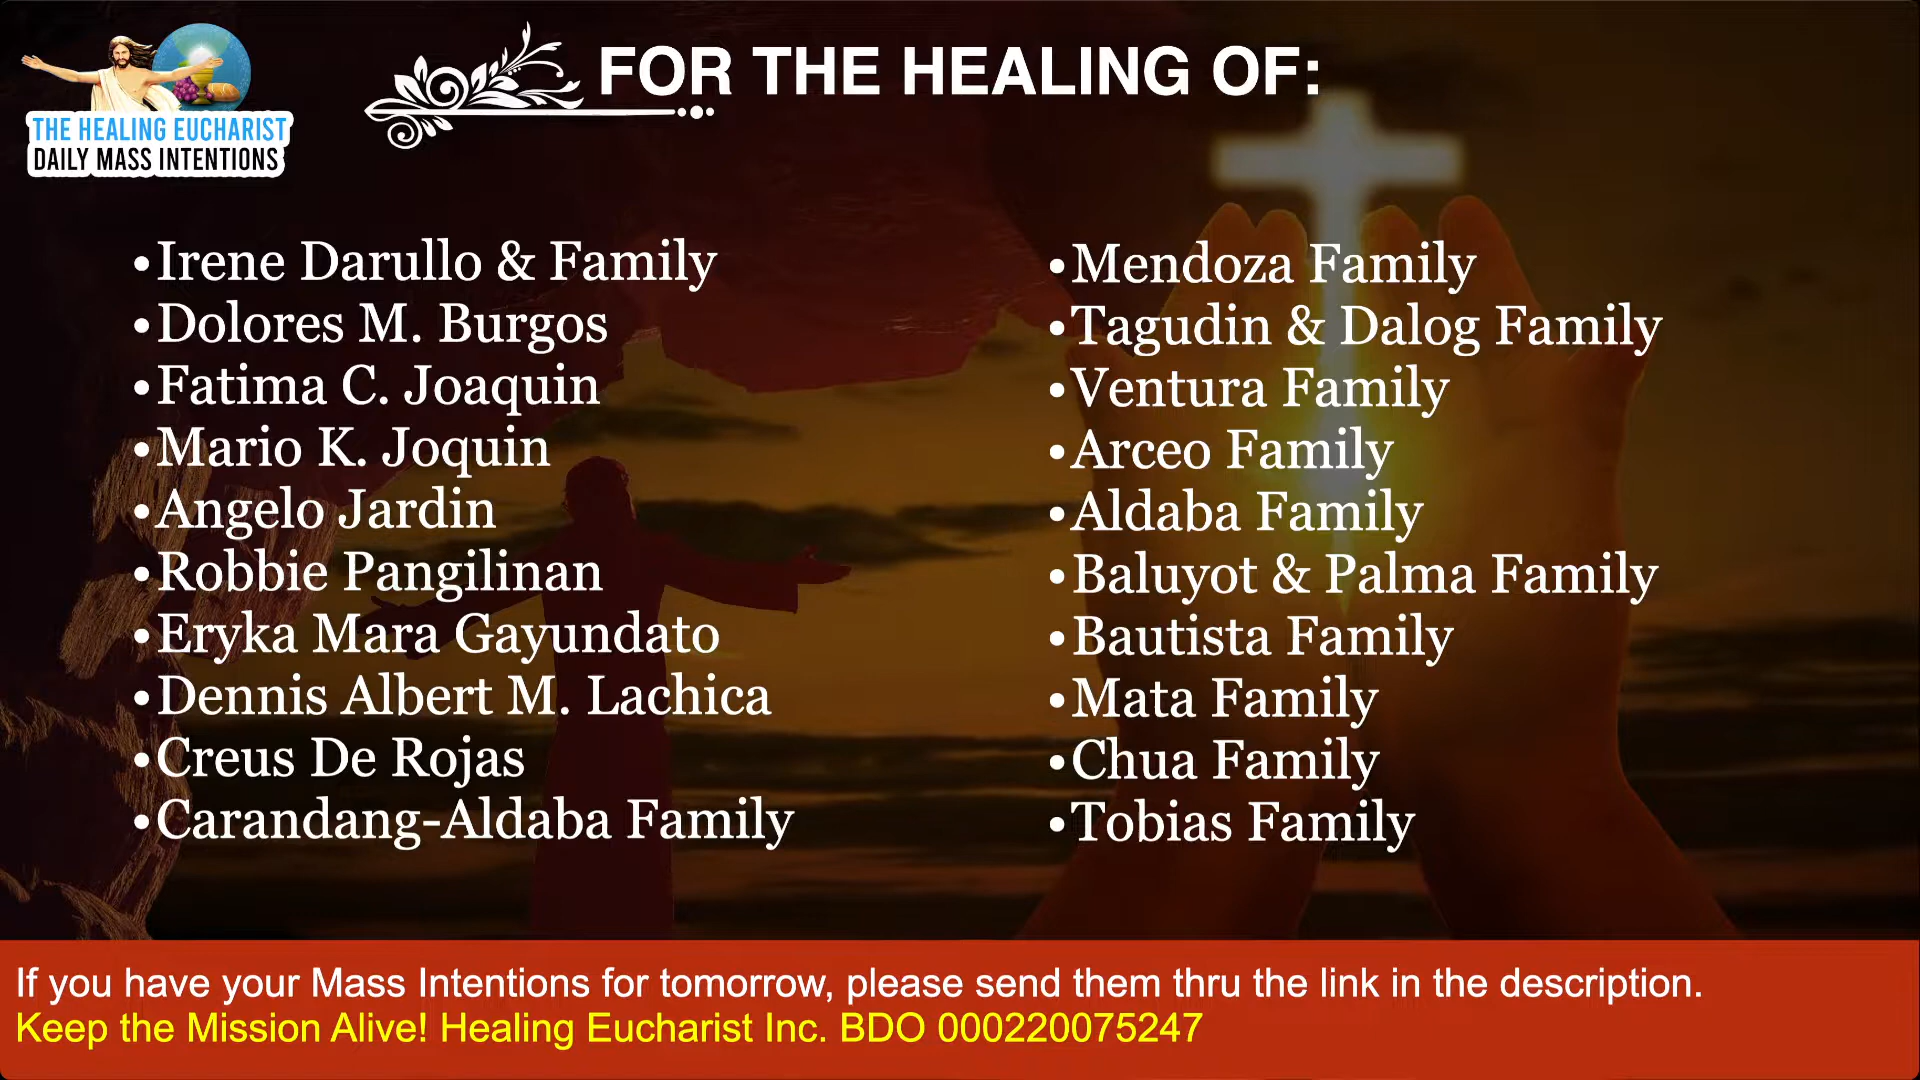 THE HEALING EUCHARIST
DAILY MASS INTENTIONS
FOR THE HEALING OF:
•Irene Darullo & Family
•Dolores M. Burgos
•Fatima C. Joaquin
•Mario K. Joquin
•Angelo Jardin
•Robbie Pangilinan
•Eryka Mara Gayundato
•Dennis Albert M. Lachica
•Creus De Rojas
•Carandang-Aldaba Family
•Mendoza Family
•Tagudin & Dalog Family
•Ventura Family
•Arceo Family
•Aldaba Family
•Baluyot & Palma Family
•Bautista Family
•Mata Family
•Chua Family
•Tobias Family
If you have your Mass Intentions for tomorrow, please send them thru the link in the description.
Keep the Mission Alive! Healing Eucharist Inc. BDO 000220075247